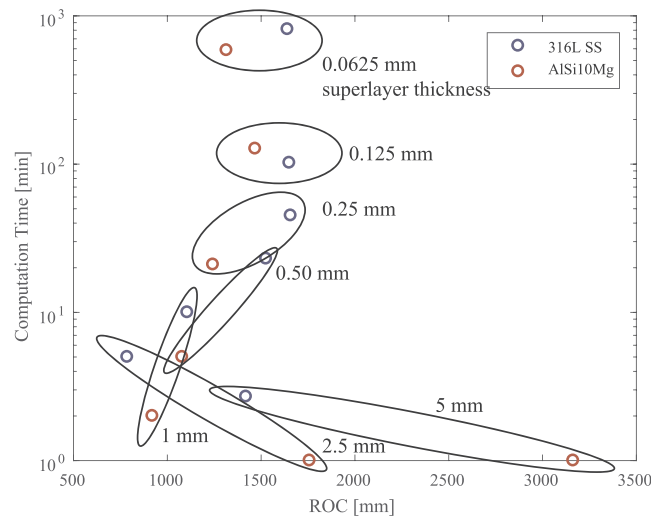 10³
316L SS
AlSi10Mg
0.0625 mm
superlayer thickness
0.125 mm
10²
0.25 mm
0.50 mm
Computation Time [min]
10¹
5 mm
1 mm
2.5 mm
10⁰
500
1000
1500
2000
2500
3000
3500
ROC [mm]